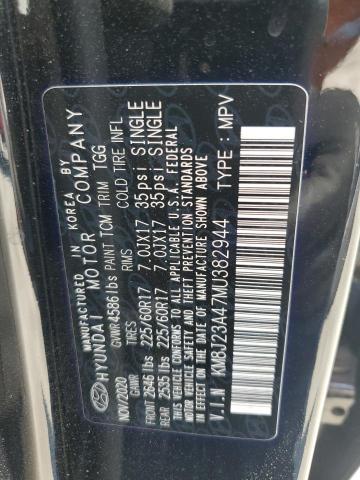 MANUFACTURED IN KOREA BY
HYUNDAI MOTOR COMPANY
NOV/2020 GVWR 4586 lbs PAINT TCM TRIM TGG
GAWR TIRES RIMS COLD TIRE INFL
FRONT 2646 lbs 225/60R17 7.0JX17 35psi SINGLE
REAR 2535 lbs 225/60R17 7.0JX17 35psi SINGLE
THIS VEHICLE CONFORMS TO ALL APPLICABLE U.S.A. FEDERAL
MOTOR VEHICLE SAFETY, BUMPER, AND THEFT PREVENTION STANDARDS
IN EFFECT ON THE DATE OF MANUFACTURE SHOWN ABOVE.
V.I.N : KM8J23A47MU382944 TYPE : MPV